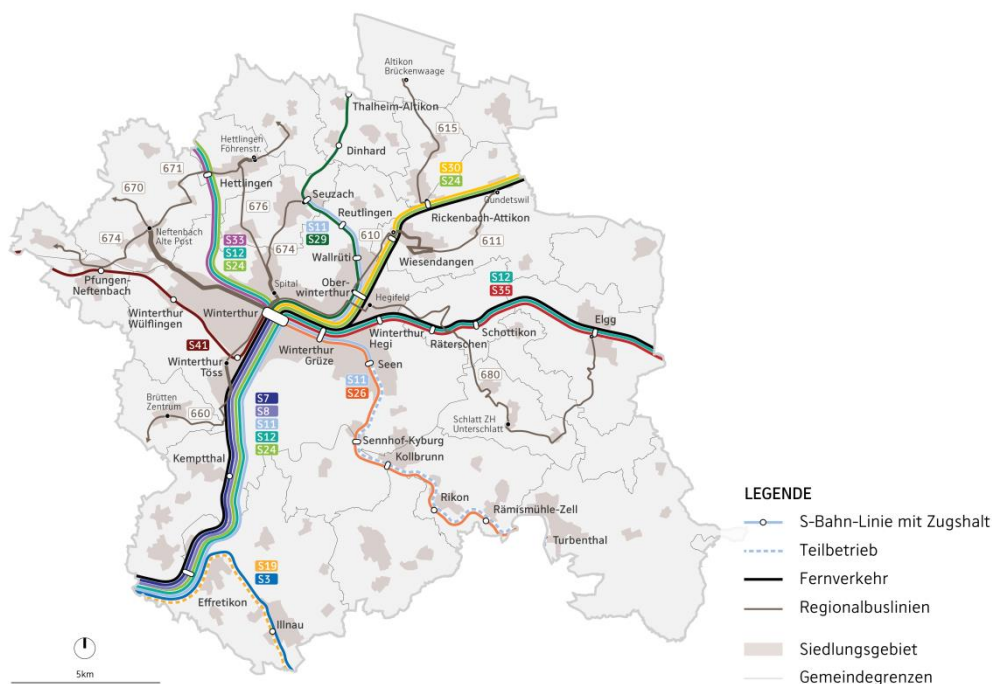 Altikon
Brückenwaage
Thalheim-Altikon
615
Hettlingen
Föhrenstr.
Dinhard
671
S30
S24
670
Hettlingen
676
Seuzach
Gundetswil
Reutlingen
Rickenbach-Attikon
674
Neftenbach
Alte Post
S33
S12
S24
S11
S29
674
610
611
Wallrüti
Wiesendangen
Ober-
winterthur
S12
S35
Pfungen-
Neftenbach
Spital
Hegifeld
Winterthur
Wülflingen
Winterthur
Winterthur
Hegi
Schottikon
Elgg
Räterschen
S41
Winterthur
Grüze
Seen
Winterthur
Töss
S11
S26
680
Brütten
Zentrum
660
S7
S8
S11
S12
S24
Schlatt ZH
Unterschlatt
Sennhof-Kyburg
Kollbrunn
Kemptthal
Rikon
Rämismühle-Zell
Turbenthal
S19
S3
Effretikon
Illnau
5km
LEGENDE
S-Bahn-Linie mit Zugshalt
Teilbetrieb
Fernverkehr
Regionalbuslinien
Siedlungsgebiet
Gemeindegrenzen